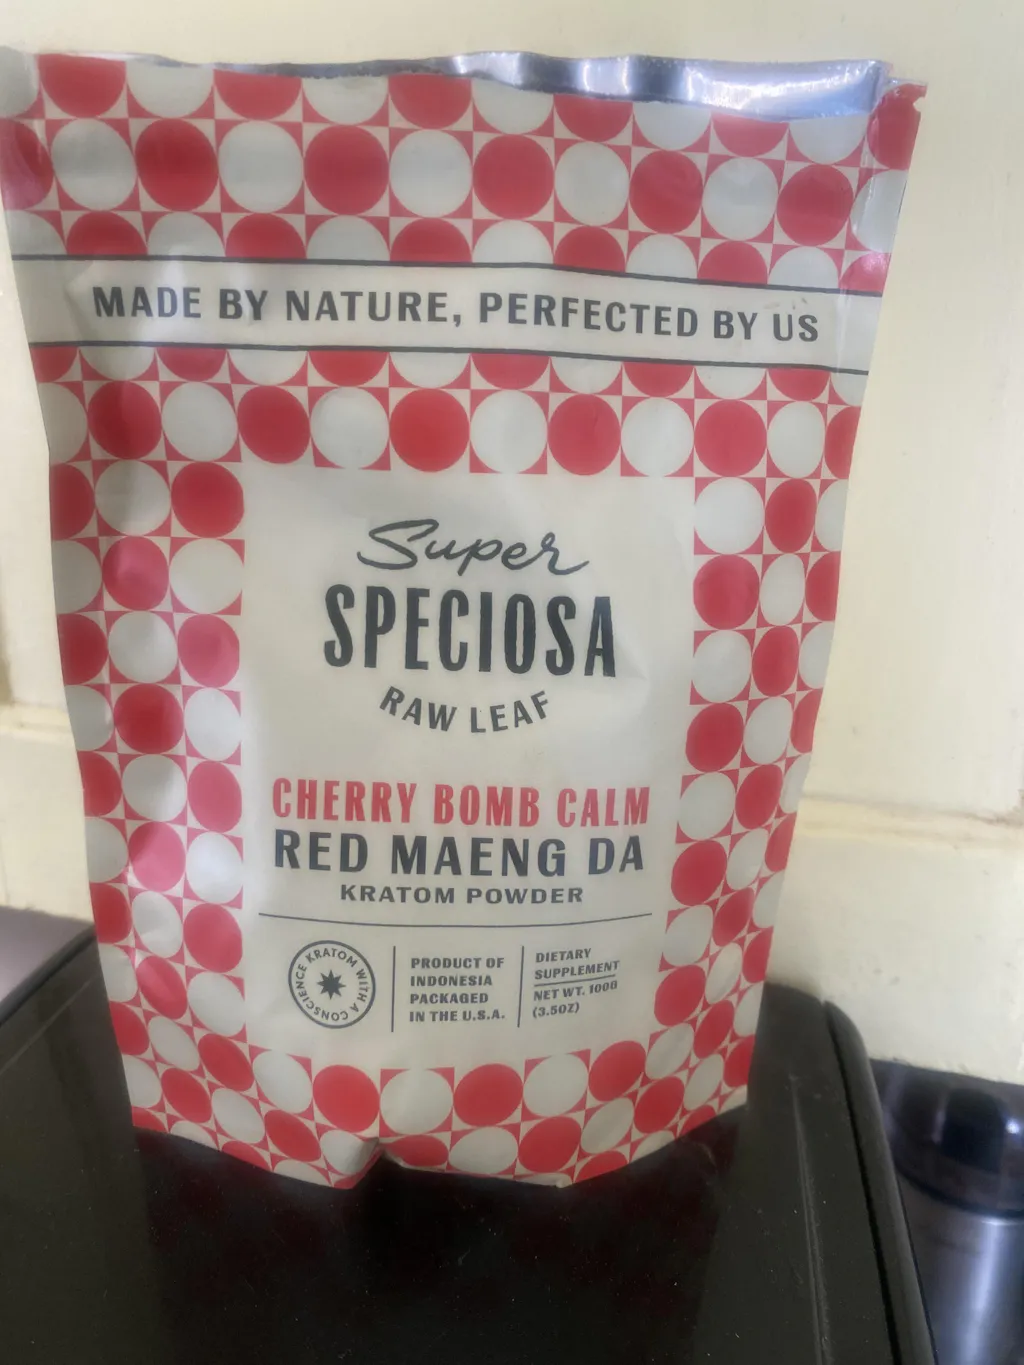 MADE BY NATURE, PERFECTED BY US
Super
SPECIOSA
RAW LEAF
CHERRY BOMB CALM
RED MAENG DA
KRATOM POWDER
KRATOM WITH A CONSCIENCE
PRODUCT OF
INDONESIA
PACKAGED
IN THE U.S.A.
DIETARY
SUPPLEMENT
NET WT. 100G
(3.5OZ)